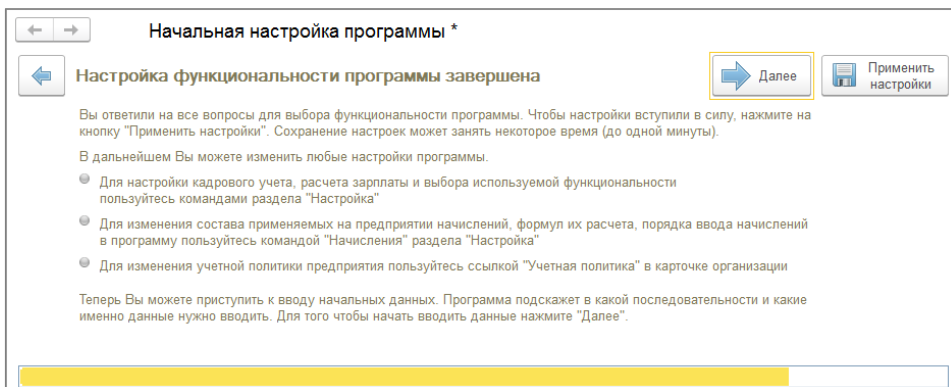 Начальная настройка программы *
Настройка функциональности программы завершена
Далее
Применить
настройки
Вы ответили на все вопросы для выбора функциональности программы. Чтобы настройки вступили в силу, нажмите на
кнопку "Применить настройки". Сохранение настроек может занять некоторое время (до одной минуты).
В дальнейшем Вы можете изменить любые настройки программы.
Для настройки кадрового учета, расчета зарплаты и выбора используемой функциональности
пользуйтесь командами раздела "Настройка"
Для изменения состава применяемых на предприятии начислений, формул их расчета, порядка ввода начислений
в программу пользуйтесь командой "Начисления" раздела "Настройка"
Для изменения учетной политики предприятия пользуйтесь ссылкой "Учетная политика" в карточке организации
Теперь Вы можете приступить к вводу начальных данных. Программа подскажет в какой последовательности и какие
именно данные нужно вводить. Для того чтобы начать вводить данные нажмите "Далее".